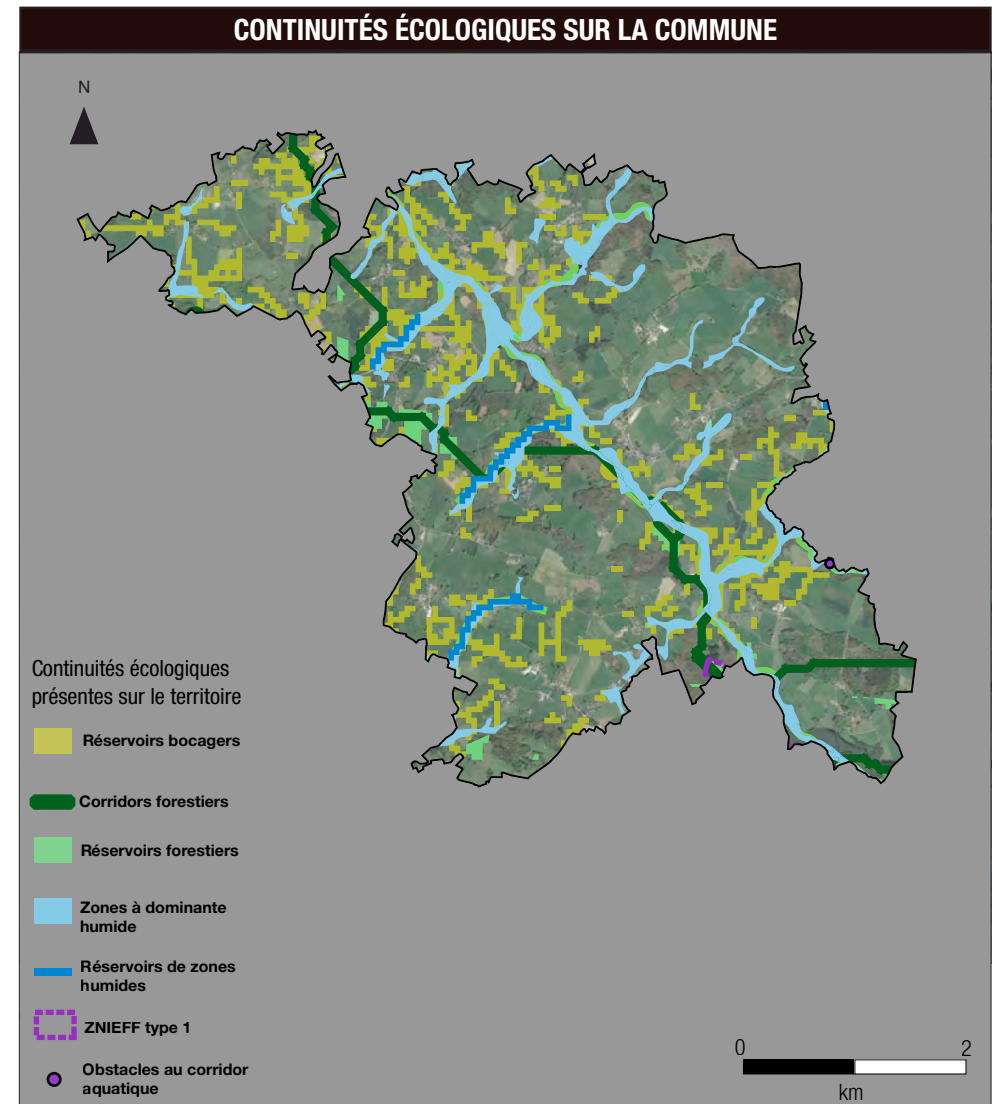 CONTINUITÉS ÉCOLOGIQUES SUR LA COMMUNE
N
Continuités écologiques
présentes sur le territoire
Réservoirs bocagers
Corridors forestiers
Réservoirs forestiers
Zones à dominante
humide
Réservoirs de zones
humides
ZNIEFF type 1
Obstacles au corridor
aquatique
0 2
km